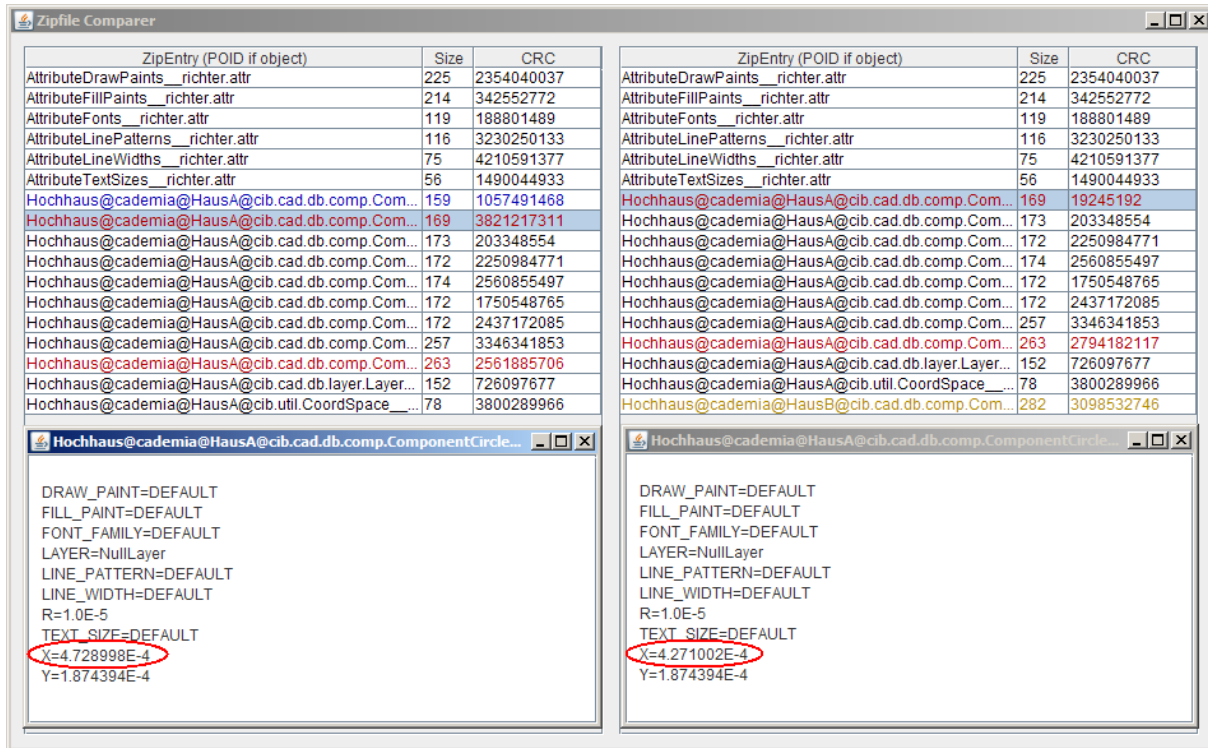 Zipfile Comparer
ZipEntry (POID if object) Size CRC
AttributeDrawPaints__richter.attr 225 2354040037
AttributeFillPaints__richter.attr 214 342552772
AttributeFonts__richter.attr 119 188801489
AttributeLinePatterns__richter.attr 116 3230250133
AttributeLineWidths__richter.attr 75 4210591377
AttributeTextSizes__richter.attr 56 1490044933
Hochhaus@cademia@HausA@cib.cad.db.comp.Com... 159 1057491468
Hochhaus@cademia@HausA@cib.cad.db.comp.Com... 169 3821217311
Hochhaus@cademia@HausA@cib.cad.db.comp.Com... 173 203348554
Hochhaus@cademia@HausA@cib.cad.db.comp.Com... 172 2250984771
Hochhaus@cademia@HausA@cib.cad.db.comp.Com... 174 2560855497
Hochhaus@cademia@HausA@cib.cad.db.comp.Com... 172 1750548765
Hochhaus@cademia@HausA@cib.cad.db.comp.Com... 172 2437172085
Hochhaus@cademia@HausA@cib.cad.db.comp.Com... 257 3346341853
Hochhaus@cademia@HausA@cib.cad.db.comp.Com... 263 2561885706
Hochhaus@cademia@HausA@cib.cad.db.layer.Layer... 152 726097677
Hochhaus@cademia@HausA@cib.util.CoordSpace__... 78 3800289966
Hochhaus@cademia@HausA@cib.cad.db.comp.ComponentCircle...
DRAW_PAINT=DEFAULT
FILL_PAINT=DEFAULT
FONT_FAMILY=DEFAULT
LAYER=NullLayer
LINE_PATTERN=DEFAULT
LINE_WIDTH=DEFAULT
R=1.0E-5
TEXT_SIZE=DEFAULT
X=4.728998E-4
Y=1.874394E-4
ZipEntry (POID if object) Size CRC
AttributeDrawPaints__richter.attr 225 2354040037
AttributeFillPaints__richter.attr 214 342552772
AttributeFonts__richter.attr 119 188801489
AttributeLinePatterns__richter.attr 116 3230250133
AttributeLineWidths__richter.attr 75 4210591377
AttributeTextSizes__richter.attr 56 1490044933
Hochhaus@cademia@HausA@cib.cad.db.comp.Com... 169 19245192
Hochhaus@cademia@HausA@cib.cad.db.comp.Com... 173 203348554
Hochhaus@cademia@HausA@cib.cad.db.comp.Com... 172 2250984771
Hochhaus@cademia@HausA@cib.cad.db.comp.Com... 174 2560855497
Hochhaus@cademia@HausA@cib.cad.db.comp.Com... 172 1750548765
Hochhaus@cademia@HausA@cib.cad.db.comp.Com... 172 2437172085
Hochhaus@cademia@HausA@cib.cad.db.comp.Com... 257 3346341853
Hochhaus@cademia@HausA@cib.cad.db.comp.Com... 263 2794182117
Hochhaus@cademia@HausA@cib.cad.db.layer.Layer... 152 726097677
Hochhaus@cademia@HausA@cib.util.CoordSpace__... 78 3800289966
Hochhaus@cademia@HausB@cib.cad.db.comp.Com... 282 3098532746
Hochhaus@cademia@HausA@cib.cad.db.comp.ComponentCircle...
DRAW_PAINT=DEFAULT
FILL_PAINT=DEFAULT
FONT_FAMILY=DEFAULT
LAYER=NullLayer
LINE_PATTERN=DEFAULT
LINE_WIDTH=DEFAULT
R=1.0E-5
TEXT_SIZE=DEFAULT
X=4.271002E-4
Y=1.874394E-4